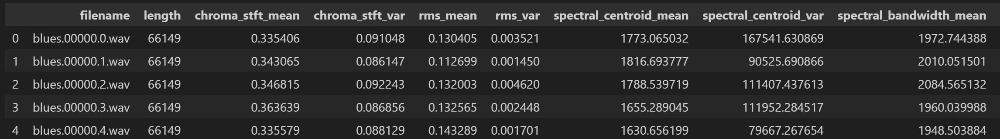 filename length chroma_stft_mean chroma_stft_var rms_mean rms_var spectral_centroid_mean spectral_centroid_var spectral_bandwidth_mean
0 blues.00000.0.wav 66149 0.335406 0.091048 0.130405 0.003521 1773.065032 167541.630869 1972.744388
1 blues.00000.1.wav 66149 0.343065 0.086147 0.112699 0.001450 1816.693777 90525.690866 2010.051501
2 blues.00000.2.wav 66149 0.346815 0.092243 0.132003 0.004620 1788.539719 111407.437613 2084.565132
3 blues.00000.3.wav 66149 0.363639 0.086856 0.132565 0.002448 1655.289045 111952.284517 1960.039988
4 blues.00000.4.wav 66149 0.335579 0.088129 0.143289 0.001701 1630.656199 79667.267654 1948.503884